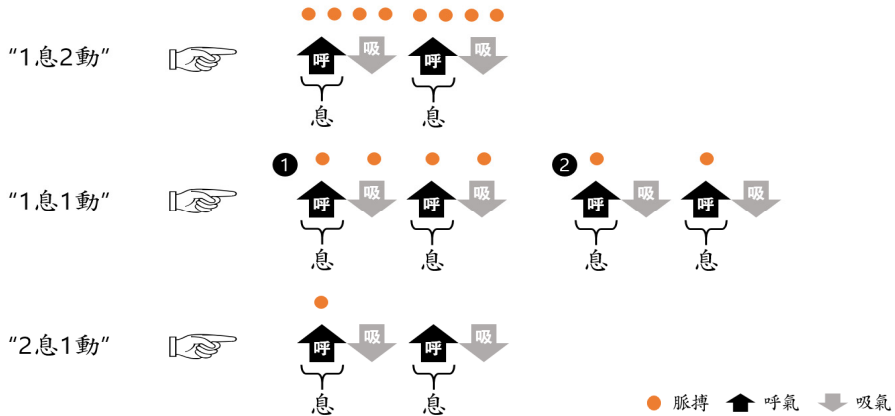 “1息2動”
呼 吸 呼 吸
息 息
“1息1動”
1 呼 吸 呼 吸 2 呼 吸 呼 吸
息 息 息 息
“2息1動”
呼 吸 呼 吸
息 息
脈搏 呼氣 吸氣